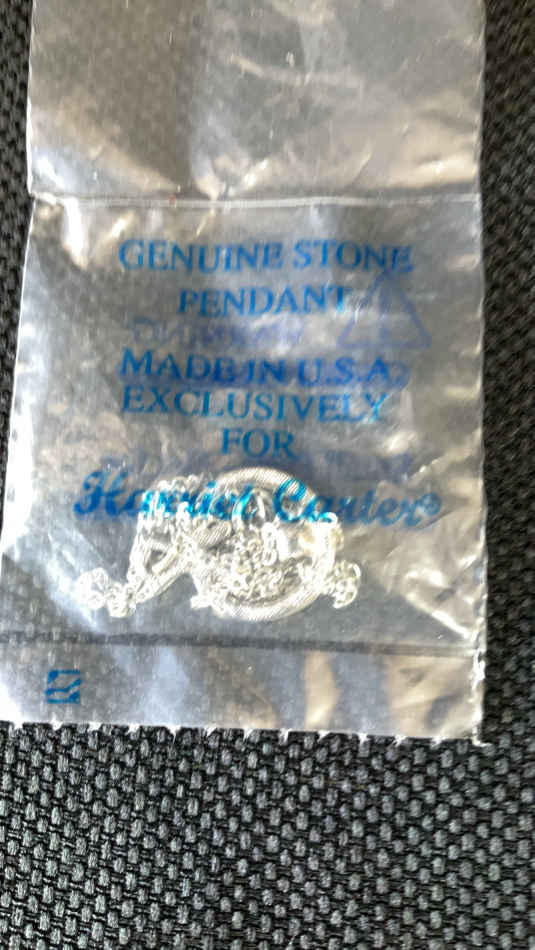 GENUINE STONE
PENDANT
MADE IN U.S.A.
EXCLUSIVELY
FOR
Harriet Carter®